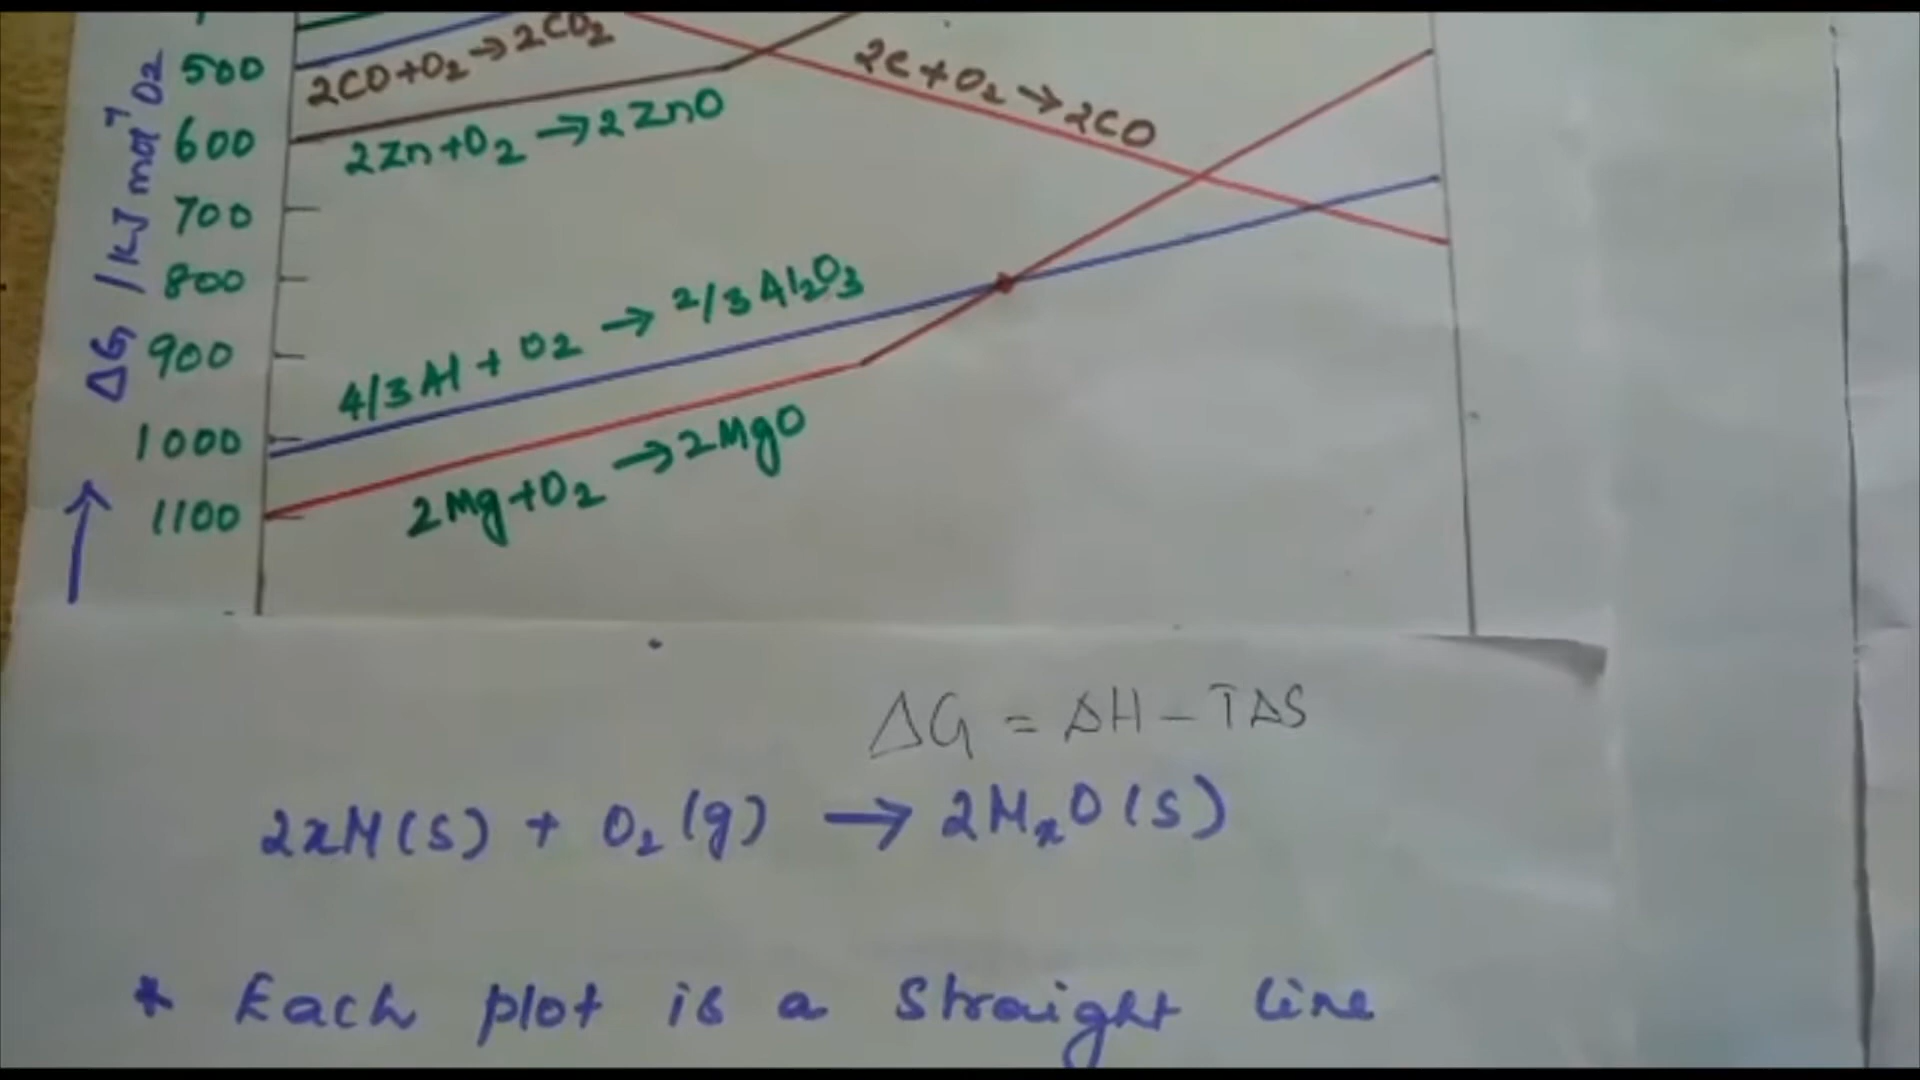 500
2CO+O₂→2CO₂
2C+O₂→2CO
600
2Zn+O₂→2ZnO
700
800
4/3Al+O₂→2/3Al₂O₃
900
1000
2Mg+O₂→2MgO
1100
ΔG/kJ mol⁻¹O₂
ΔG=ΔH-TΔS
2xM(s)+O₂(g)→2MₓO(s)
* Each plot is a straight line